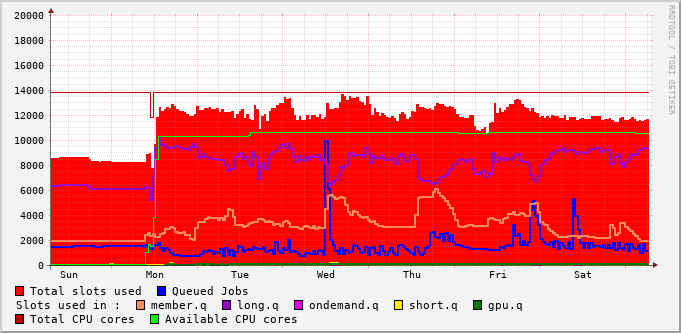 20000
18000
16000
14000
12000
10000
8000
6000
4000
2000
0
Sun Mon Tue Wed Thu Fri Sat
Total slots used Queued Jobs
Slots used in : member.q long.q ondemand.q short.q gpu.q
Total CPU cores Available CPU cores
RRDTOOL / TOBI OETIKER